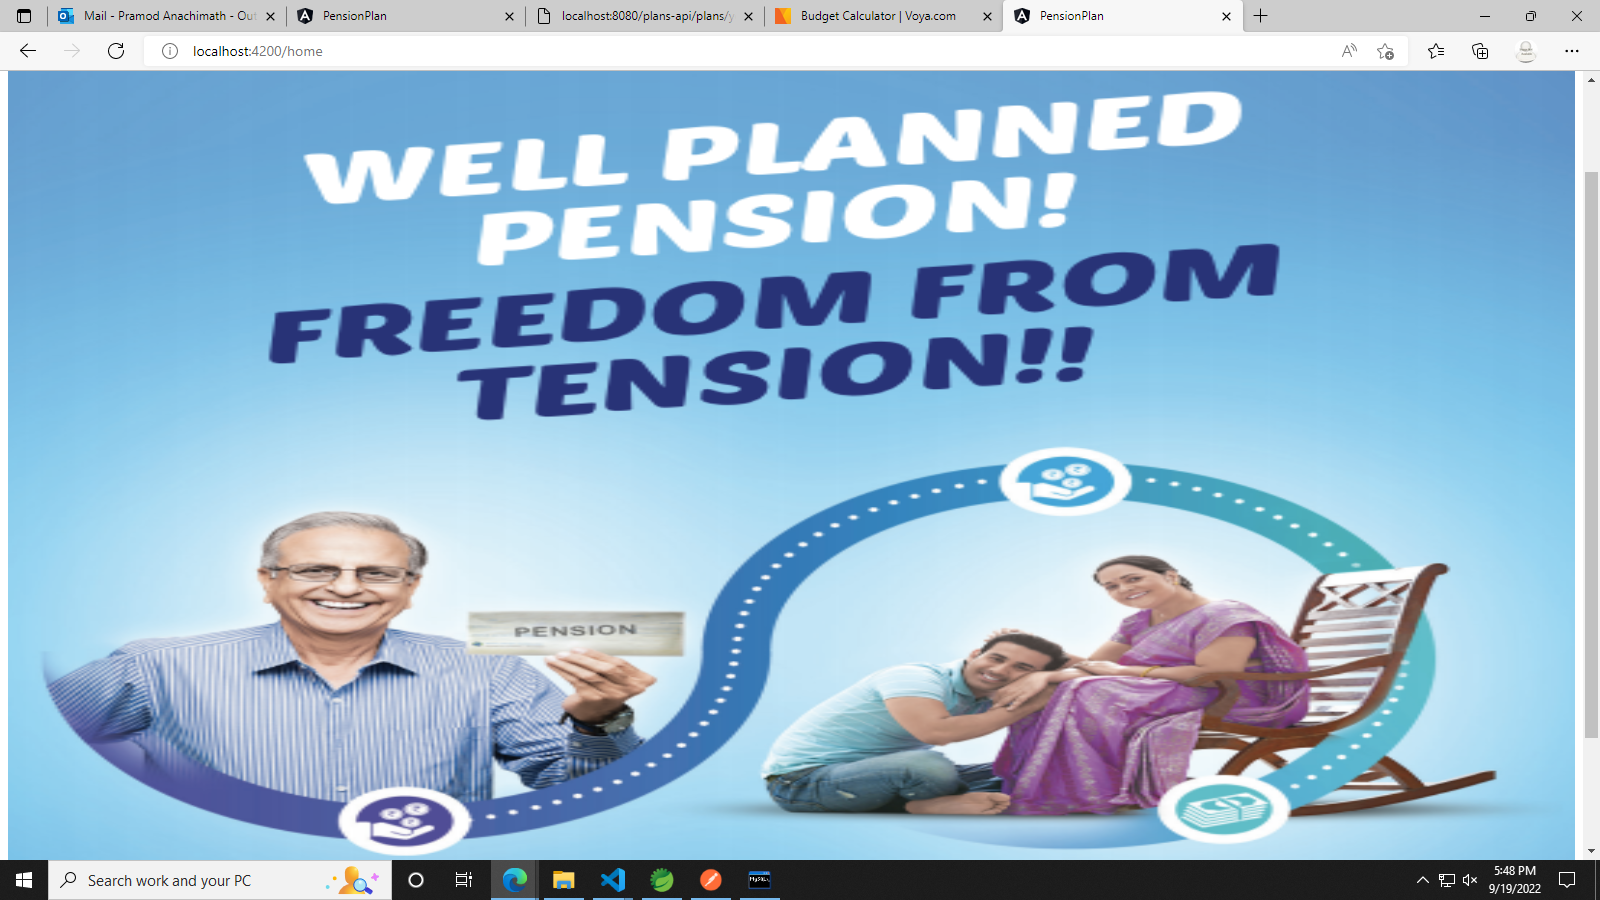 Mail - Pramod Anachimath - Out
PensionPlan
localhost:8080/plans-api/plans/y
Budget Calculator | Voya.com
PensionPlan
localhost:4200/home
WELL PLANNED
PENSION!
FREEDOM FROM
TENSION!!
PENSION
Search work and your PC
5:48 PM
9/19/2022